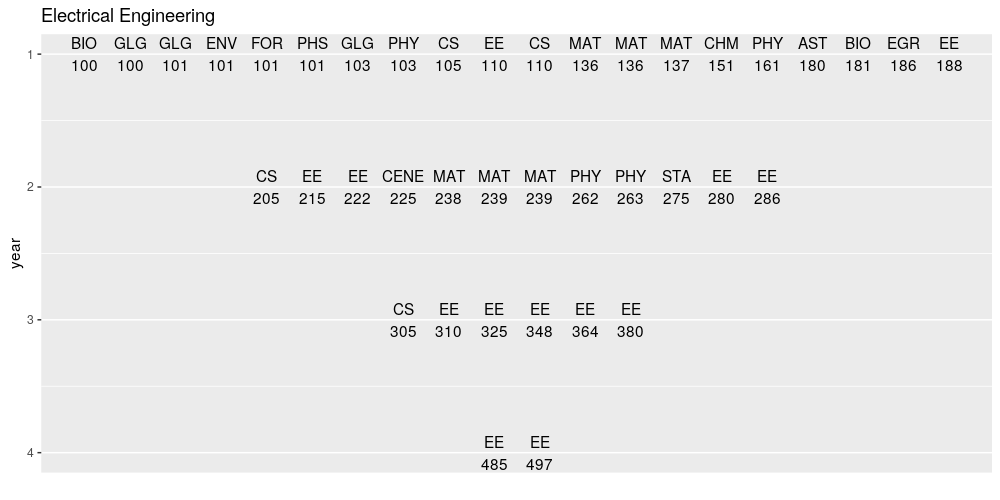 Electrical Engineering
BIO GLG GLG ENV FOR PHS GLG PHY CS EE CS MAT MAT MAT CHM PHY AST BIO EGR EE
1
100 100 101 101 101 101 103 103 105 110 110 136 136 137 151 161 180 181 186 188
CS EE EE CENE MAT MAT MAT PHY PHY STA EE EE
2
205 215 222 225 238 239 239 262 263 275 280 286
year
CS EE EE EE EE EE
3
305 310 325 348 364 380
EE EE
4
485 497